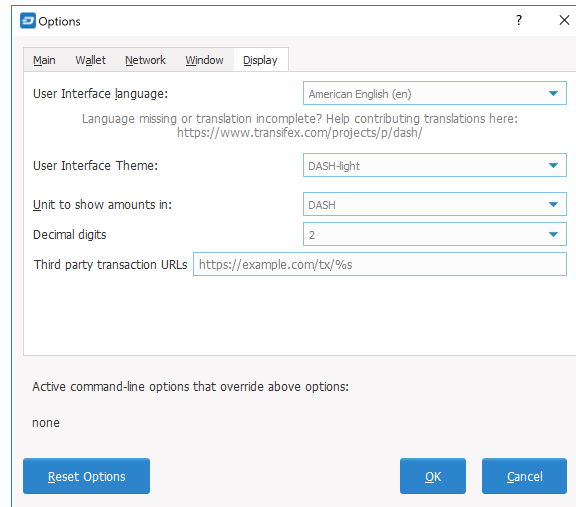 Options
?
Main Wallet Network Window Display
User Interface language: American English (en)
Language missing or translation incomplete? Help contributing translations here:
https://www.transifex.com/projects/p/dash/
User Interface Theme: DASH-light
Unit to show amounts in: DASH
Decimal digits 2
Third party transaction URLs https://example.com/tx/%s
Active command-line options that override above options:
none
Reset Options OK Cancel